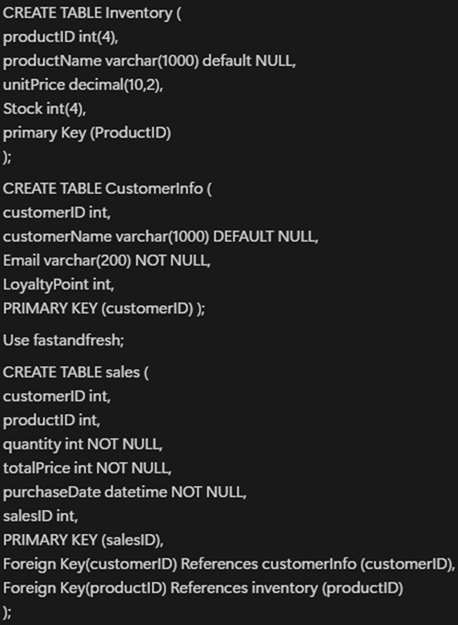 CREATE TABLE Inventory (
productID int(4),
productName varchar(1000) default NULL,
unitPrice decimal(10,2),
Stock int(4),
primary Key (ProductID)
);
CREATE TABLE CustomerInfo (
customerID int,
customerName varchar(1000) DEFAULT NULL,
Email varchar(200) NOT NULL,
LoyaltyPoint int,
PRIMARY KEY (customerID) );
Use fastandfresh;
CREATE TABLE sales (
customerID int,
productID int,
quantity int NOT NULL,
totalPrice int NOT NULL,
purchaseDate datetime NOT NULL,
salesID int,
PRIMARY KEY (salesID),
Foreign Key(customerID) References customerInfo (customerID),
Foreign Key(productID) References inventory (productID)
);